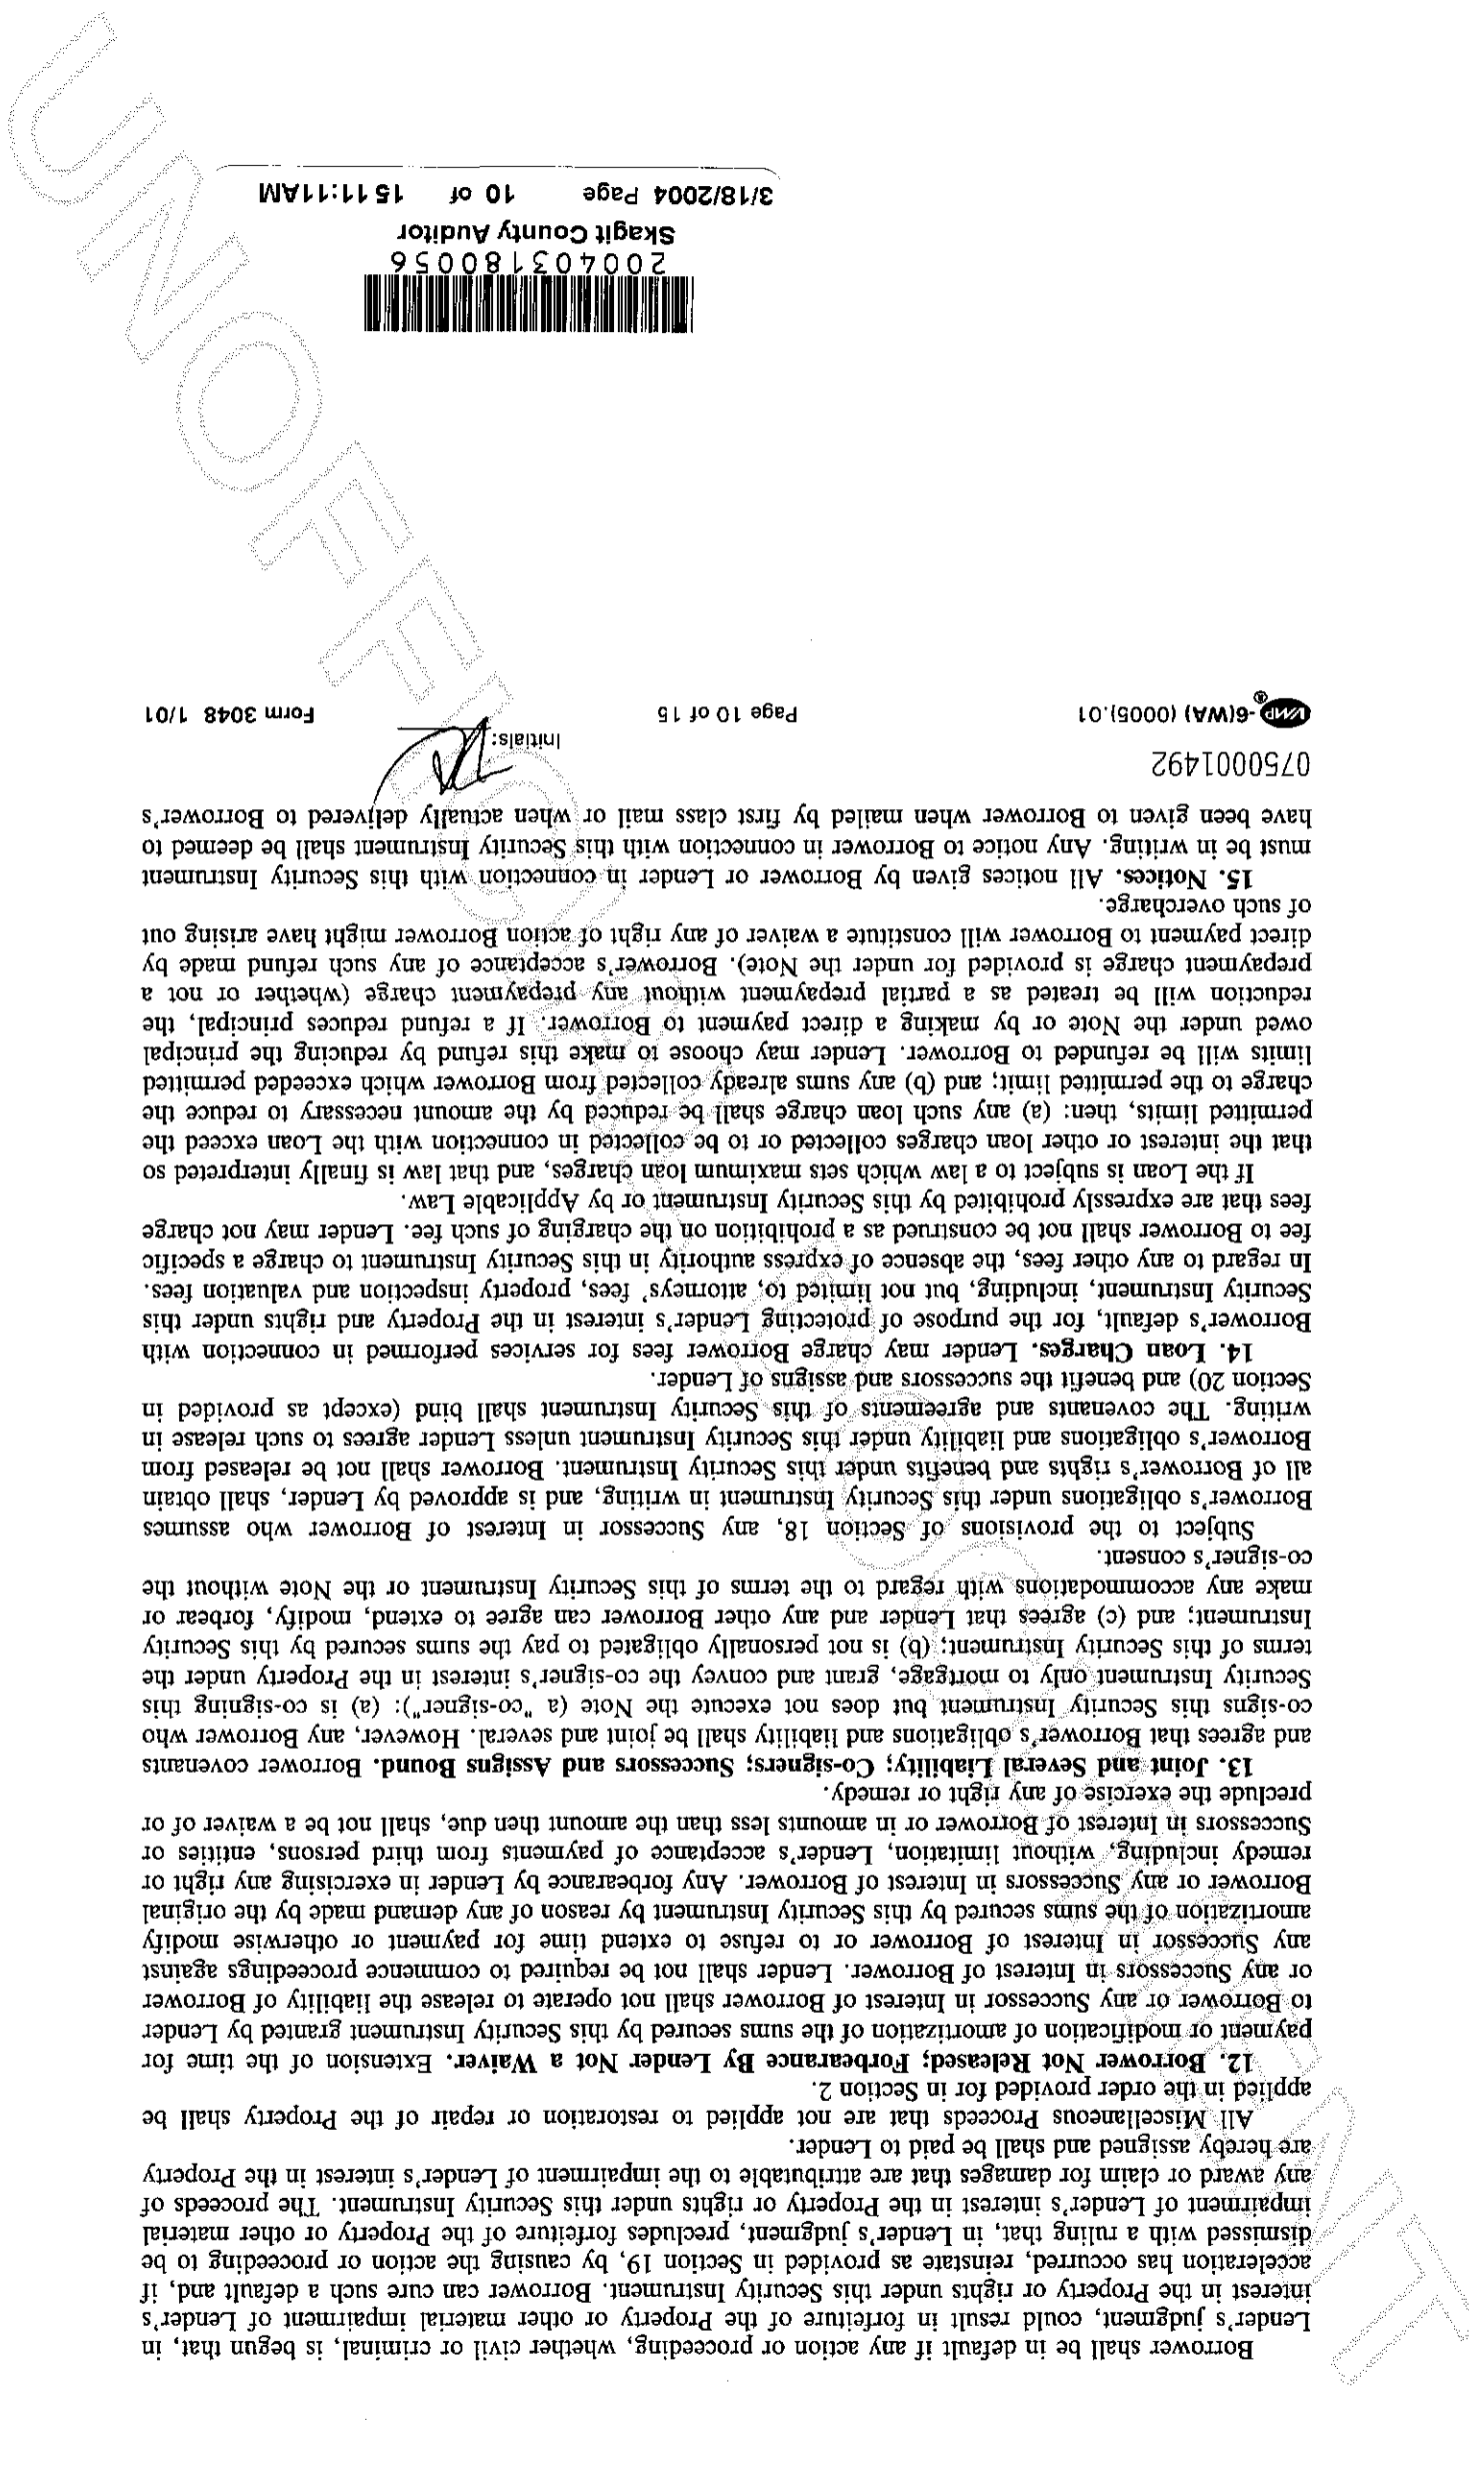 Borrower shall be in default if any action or proceeding, whether civil or criminal, is begun that, in
Lender's judgment, could result in forfeiture of the Property or other material impairment of Lender's
interest in the Property or rights under this Security Instrument. Borrower can cure such a default and, if
acceleration has occurred, reinstate as provided in Section 19, by causing the action or proceeding to be
dismissed with a ruling that, in Lender's judgment, precludes forfeiture of the Property or other material
impairment of Lender's interest in the Property or rights under this Security Instrument. The proceeds of
any award or claim for damages that are attributable to the impairment of Lender's interest in the Property
are hereby assigned and shall be paid to Lender.
All Miscellaneous Proceeds that are not applied to restoration or repair of the Property shall be
applied in the order provided for in Section 2.
12. Borrower Not Released; Forbearance By Lender Not a Waiver. Extension of the time for
payment or modification of amortization of the sums secured by this Security Instrument granted by Lender
to Borrower or any Successor in Interest of Borrower shall not operate to release the liability of Borrower
or any Successors in Interest of Borrower. Lender shall not be required to commence proceedings against
any Successor in Interest of Borrower or to refuse to extend time for payment or otherwise modify
amortization of the sums secured by this Security Instrument by reason of any demand made by the original
Borrower or any Successors in Interest of Borrower. Any forbearance by Lender in exercising any right or
remedy including, without limitation, Lender's acceptance of payments from third persons, entities or
Successors in Interest of Borrower or in amounts less than the amount then due, shall not be a waiver of or
preclude the exercise of any right or remedy.
13. Joint and Several Liability; Co-signers; Successors and Assigns Bound. Borrower covenants
and agrees that Borrower's obligations and liability shall be joint and several. However, any Borrower who
co-signs this Security Instrument but does not execute the Note (a "co-signer"): (a) is co-signing this
Security Instrument only to mortgage, grant and convey the co-signer's interest in the Property under the
terms of this Security Instrument; (b) is not personally obligated to pay the sums secured by this Security
Instrument; and (c) agrees that Lender and any other Borrower can agree to extend, modify, forbear or
make any accommodations with regard to the terms of this Security Instrument or the Note without the
co-signer's consent.
Subject to the provisions of Section 18, any Successor in Interest of Borrower who assumes
Borrower's obligations under this Security Instrument in writing, and is approved by Lender, shall obtain
all of Borrower's rights and benefits under this Security Instrument. Borrower shall not be released from
Borrower's obligations and liability under this Security Instrument unless Lender agrees to such release in
writing. The covenants and agreements of this Security Instrument shall bind (except as provided in
Section 20) and benefit the successors and assigns of Lender.
14. Loan Charges. Lender may charge Borrower fees for services performed in connection with
Borrower's default, for the purpose of protecting Lender's interest in the Property and rights under this
Security Instrument, including, but not limited to, attorneys' fees, property inspection and valuation fees.
In regard to any other fees, the absence of express authority in this Security Instrument to charge a specific
fee to Borrower shall not be construed as a prohibition on the charging of such fee. Lender may not charge
fees that are expressly prohibited by this Security Instrument or by Applicable Law.
If the Loan is subject to a law which sets maximum loan charges, and that law is finally interpreted so
that the interest or other loan charges collected or to be collected in connection with the Loan exceed the
permitted limits, then: (a) any such loan charge shall be reduced by the amount necessary to reduce the
charge to the permitted limit; and (b) any sums already collected from Borrower which exceeded permitted
limits will be refunded to Borrower. Lender may choose to make this refund by reducing the principal
owed under the Note or by making a direct payment to Borrower. If a refund reduces principal, the
reduction will be treated as a partial prepayment without any prepayment charge (whether or not a
prepayment charge is provided for under the Note). Borrower's acceptance of any such refund made by
direct payment to Borrower will constitute a waiver of any right of action Borrower might have arising out
of such overcharge.
15. Notices. All notices given by Borrower or Lender in connection with this Security Instrument
must be in writing. Any notice to Borrower in connection with this Security Instrument shall be deemed to
have been given to Borrower when mailed by first class mail or when actually delivered to Borrower's
0750001492
Initials:
VMP®-6(WA) (0005).01 Page 10 of 15 Form 3048 1/01
200403180056
Skagit County Auditor
3/18/2004 Page 10 of 15 11:11AM
UNOFFICIAL DOCUMENT